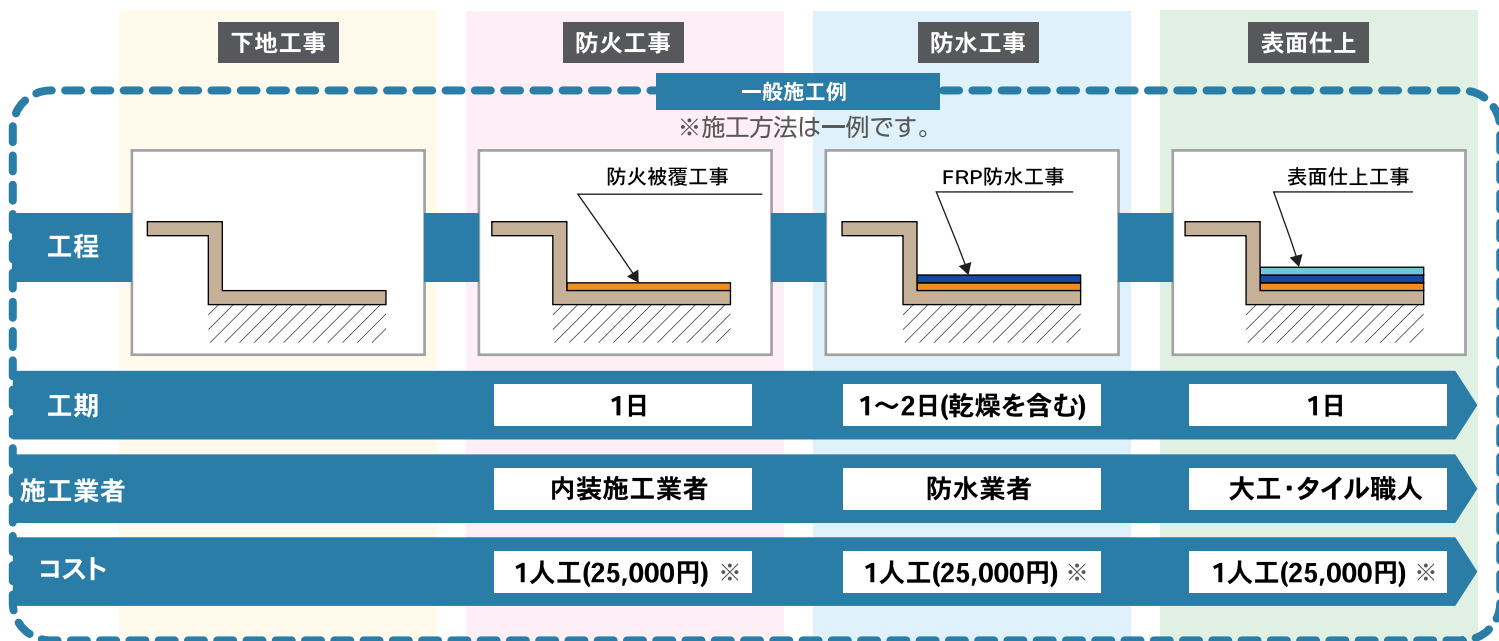 下地工事
防火工事
防水工事
表面仕上
一般施工例
※施工方法は一例です。
工程
防火被覆工事
FRP防水工事
表面仕上工事
工期
1日
1～2日(乾燥を含む)
1日
施工業者
内装施工業者
防水業者
大工・タイル職人
コスト
1人工(25,000円) ※
1人工(25,000円) ※
1人工(25,000円) ※